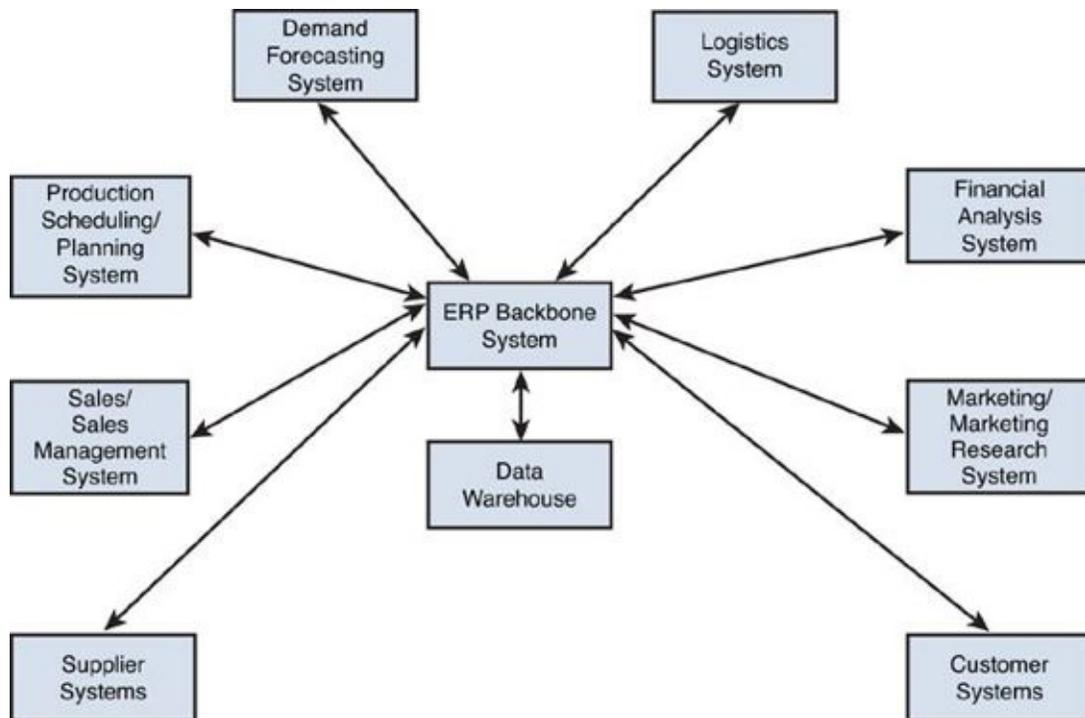 Demand
Forecasting
System
Logistics
System
Production
Scheduling/
Planning
System
Financial
Analysis
System
ERP Backbone
System
Sales/
Sales
Management
System
Data
Warehouse
Marketing/
Marketing
Research
System
Supplier
Systems
Customer
Systems